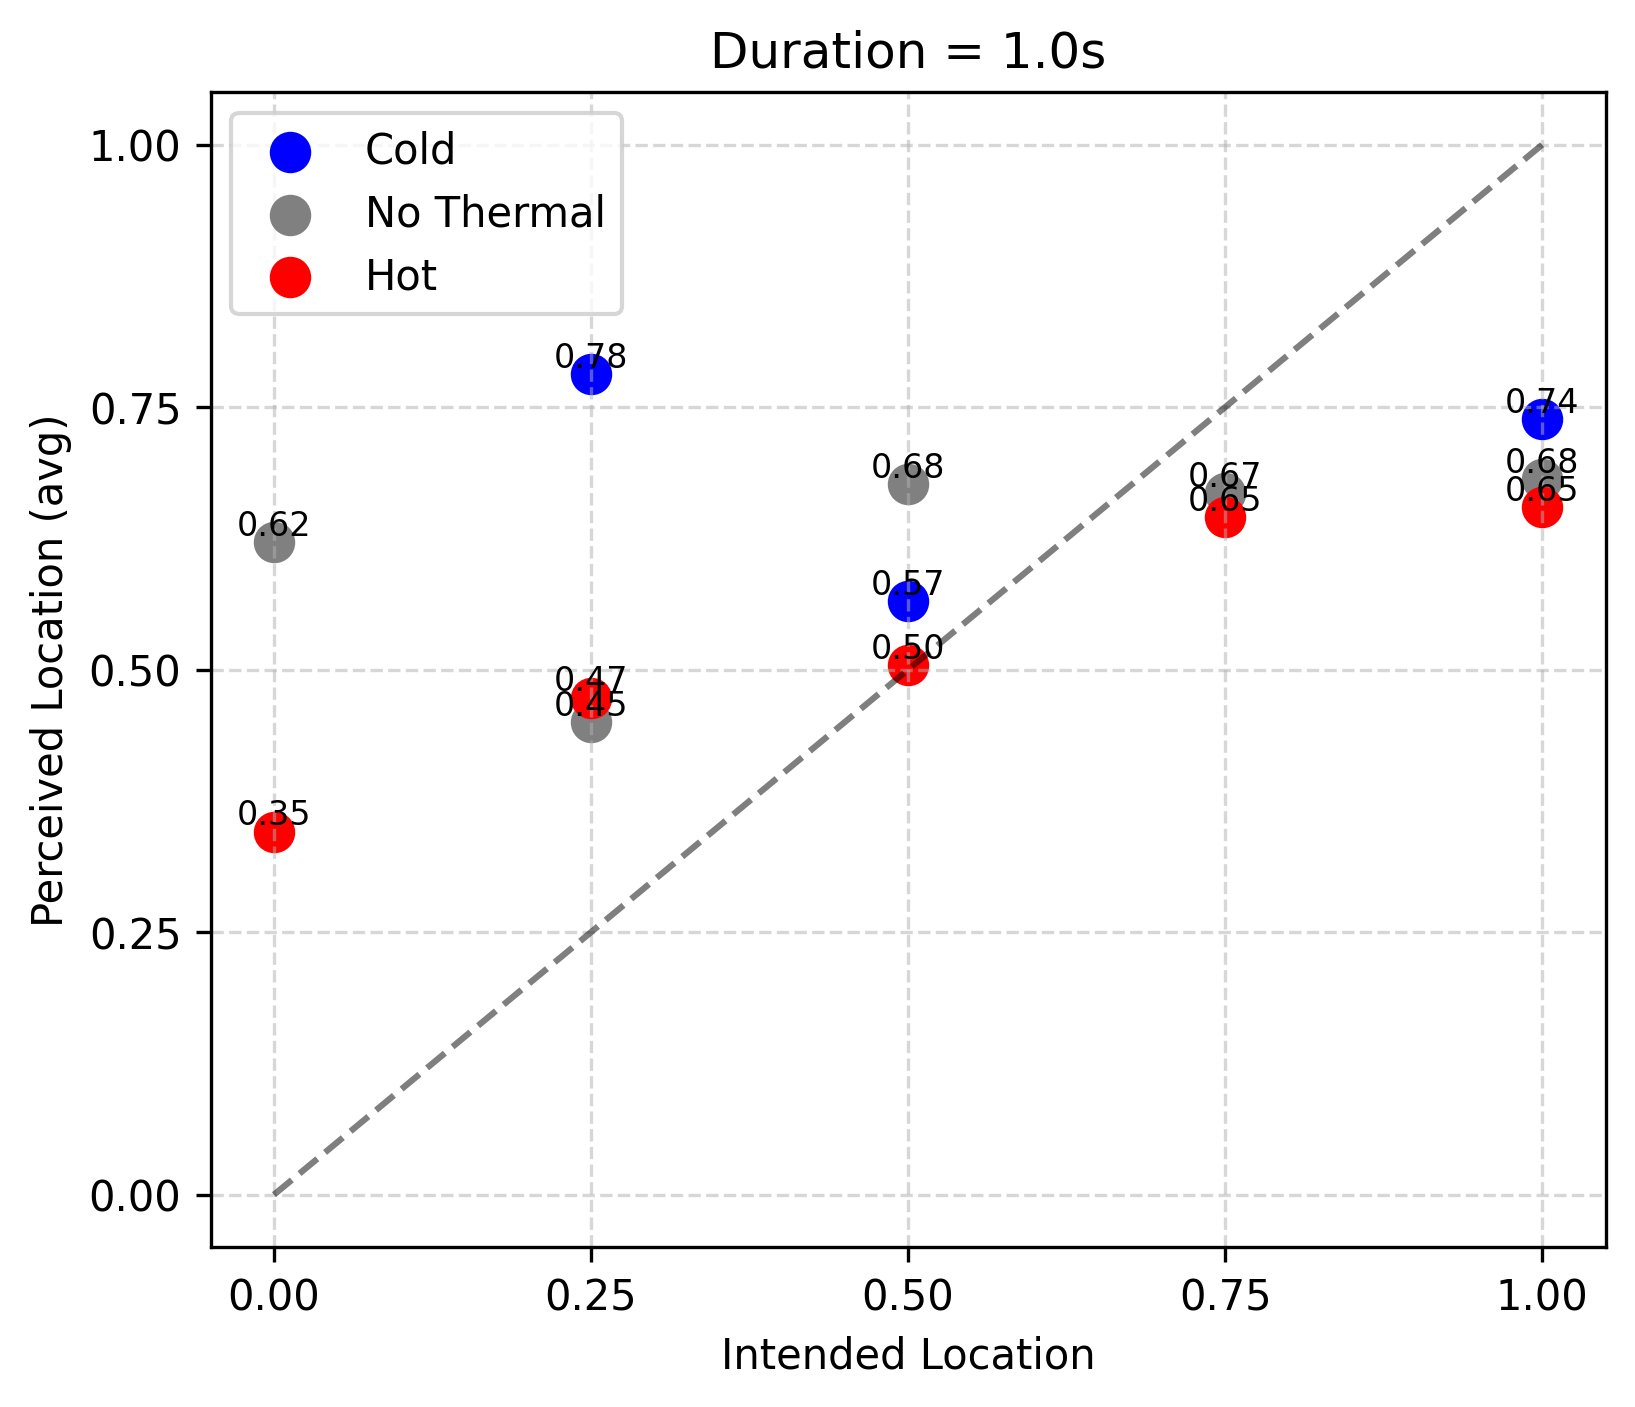 Duration = 1.0s
Cold
No Thermal
Hot
1.00
0.75
0.50
0.25
0.00
Perceived Location (avg)
0.78
0.74
0.68
0.67
0.68
0.65
0.65
0.62
0.57
0.50
0.47
0.45
0.35
0.00 0.25 0.50 0.75 1.00
Intended Location